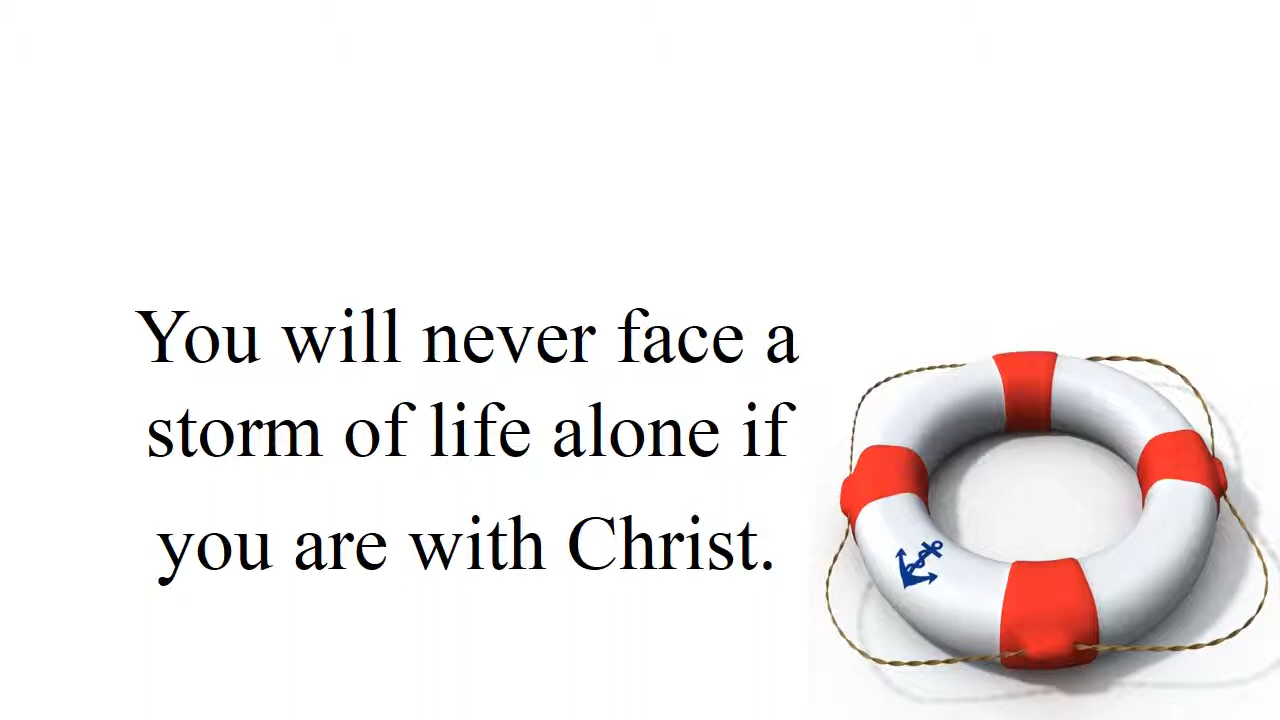 You will never face a
storm of life alone if
you are with Christ.